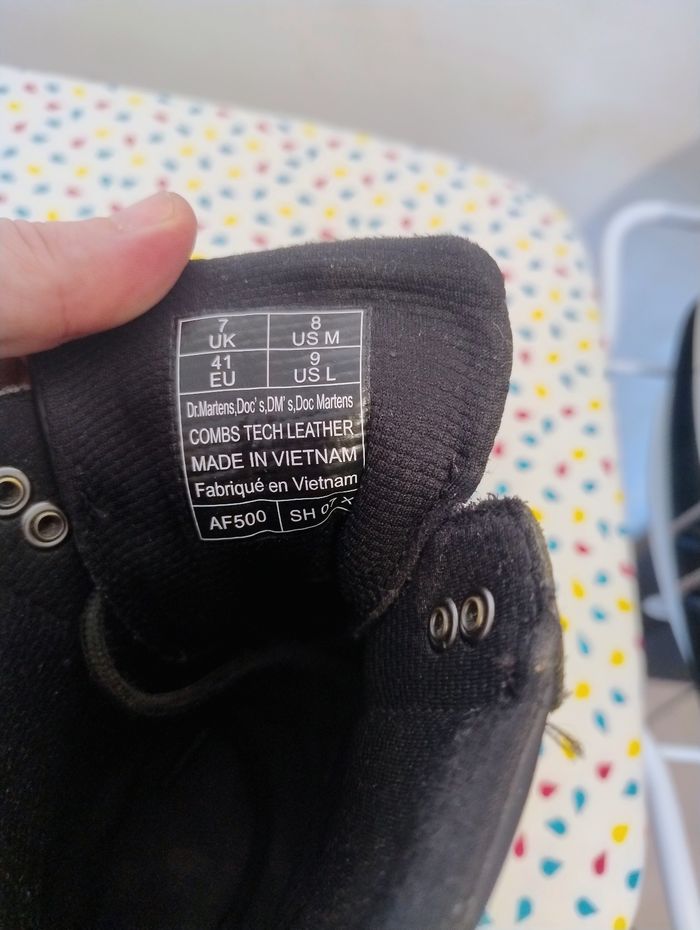 7 8
UK US M
41 9
EU US L
Dr.Martens,Doc's,DM's,Doc Martens
COMBS TECH LEATHER
MADE IN VIETNAM
Fabriqué en Vietnam
AF500 SH 07 X